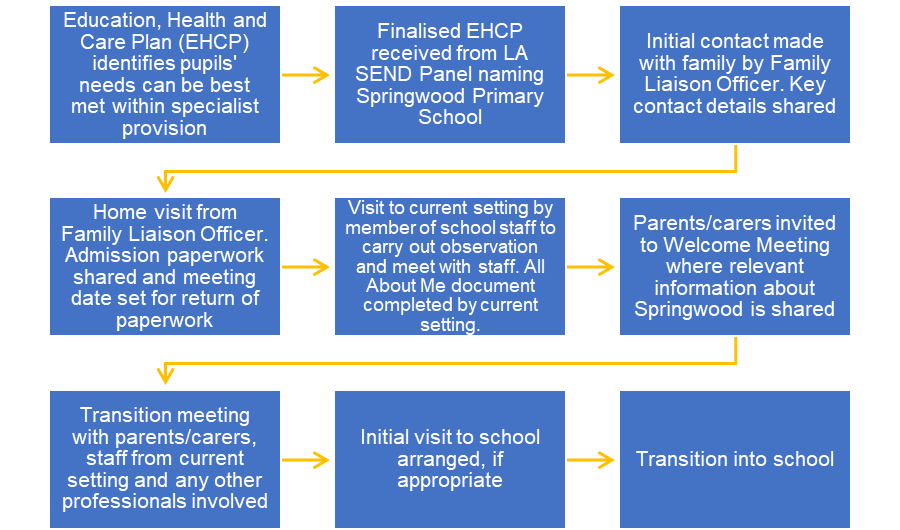 Education, Health and
Care Plan (EHCP)
identifies pupils'
needs can be best
met within specialist
provision
Finalised EHCP
received from LA
SEND Panel naming
Springwood Primary
School
Initial contact made
with family by Family
Liaison Officer. Key
contact details shared
Home visit from
Family Liaison Officer.
Admission paperwork
shared and meeting
date set for return of
paperwork
Visit to current setting by
member of school staff to
carry out observation
and meet with staff. All
About Me document
completed by current
setting.
Parents/carers invited
to Welcome Meeting
where relevant
information about
Springwood is shared
Transition meeting
with parents/carers,
staff from current
setting and any other
professionals involved
Initial visit to school
arranged, if
appropriate
Transition into school